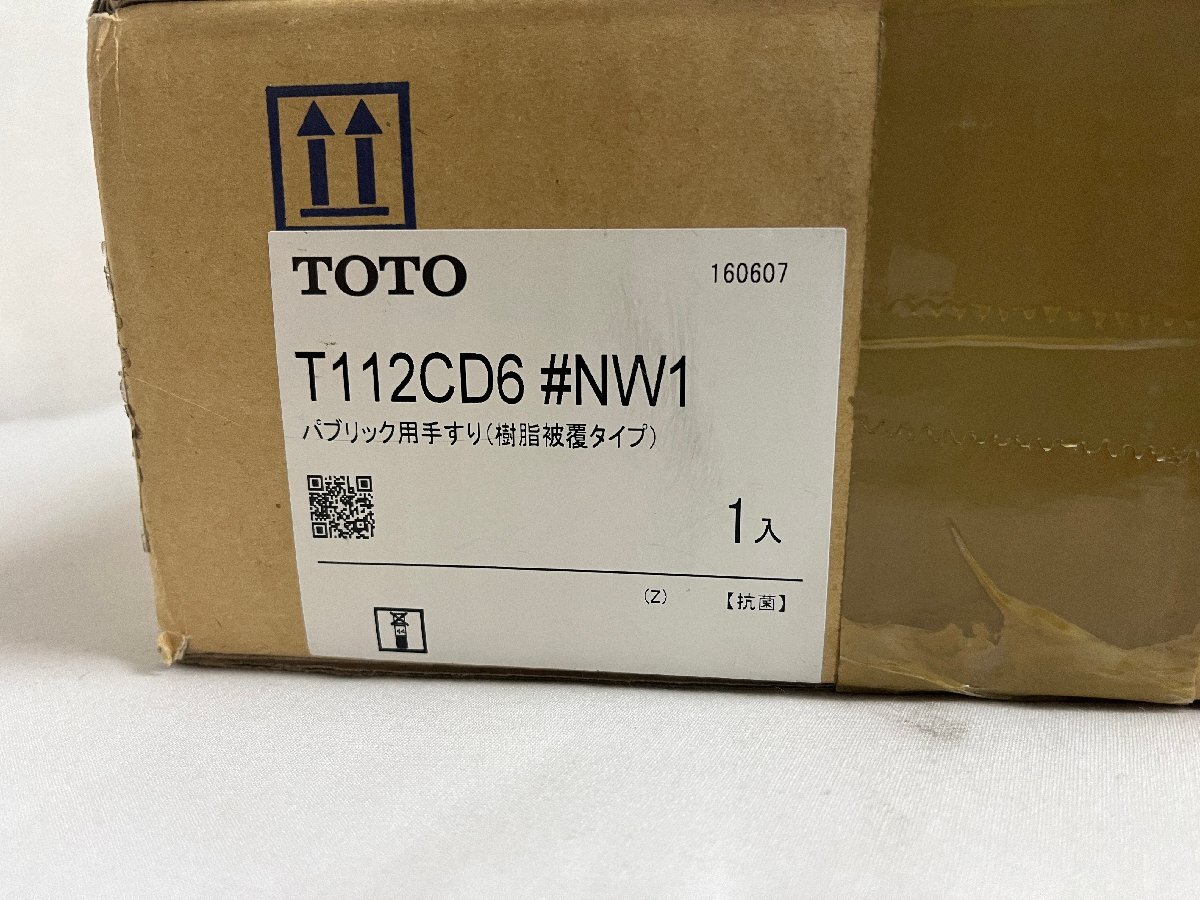 TOTO
160607
T112CD6 #NW1
パブリック用手すり(樹脂被覆タイプ)
1入
(Z) 【抗菌】